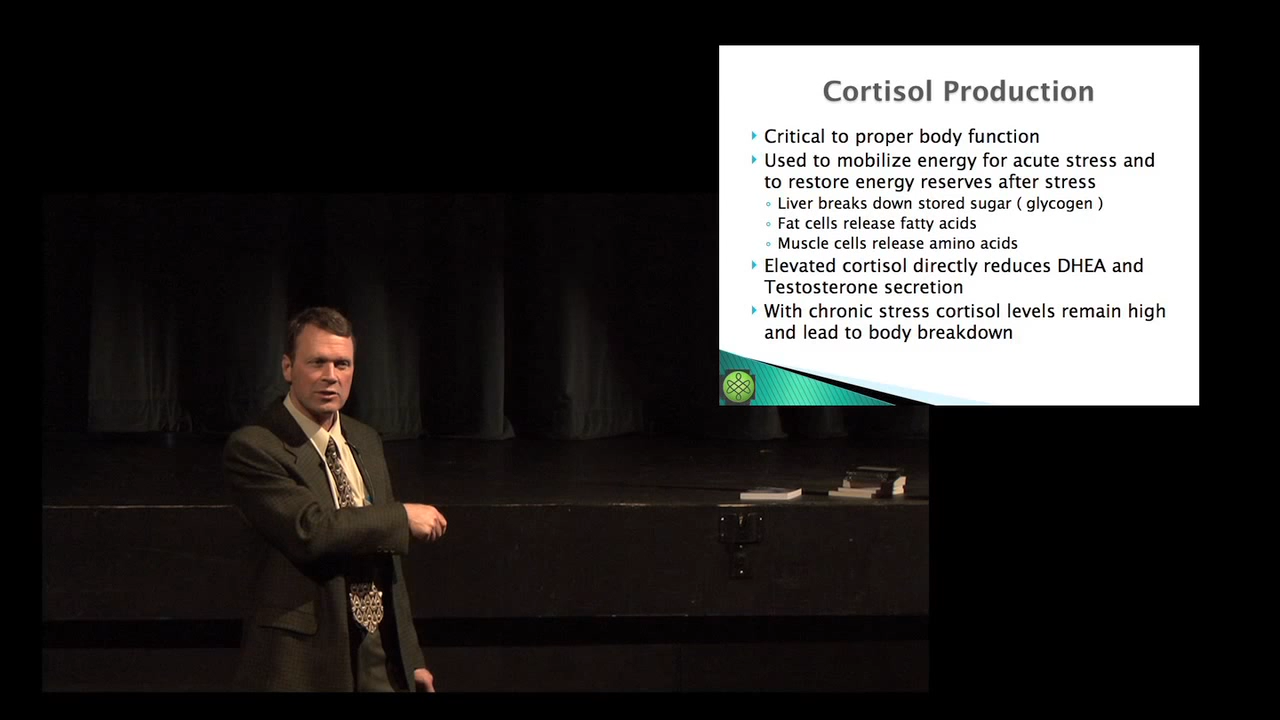 Cortisol Production
Critical to proper body function
Used to mobilize energy for acute stress and
to restore energy reserves after stress
Liver breaks down stored sugar ( glycogen )
Fat cells release fatty acids
Muscle cells release amino acids
Elevated cortisol directly reduces DHEA and
Testosterone secretion
With chronic stress cortisol levels remain high
and lead to body breakdown